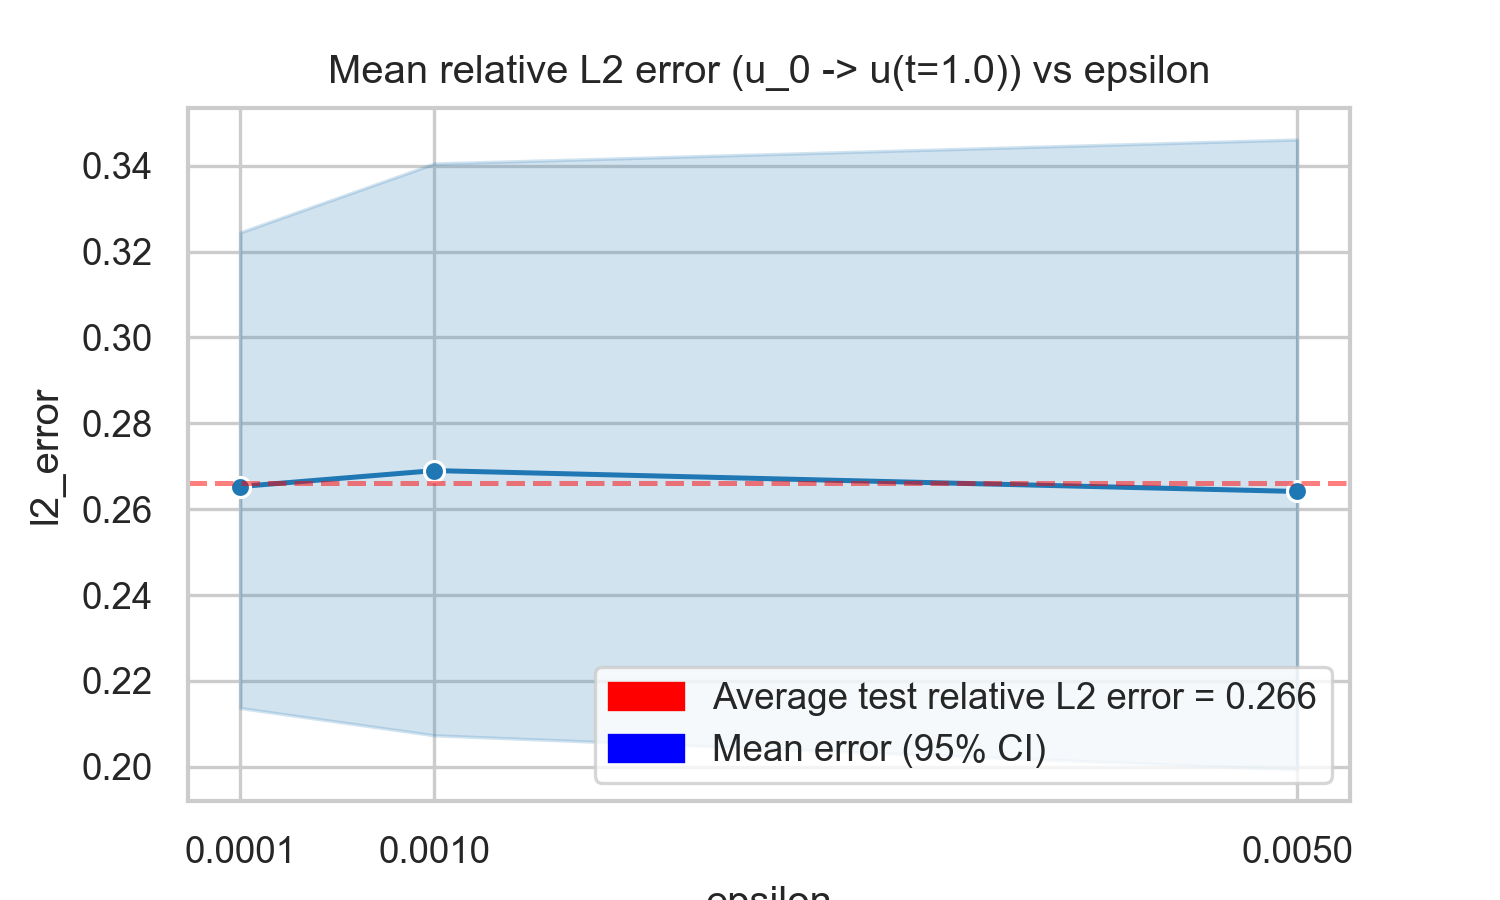 Mean relative L2 error (u_0 -> u(t=1.0)) vs epsilon
0.34
0.32
0.30
0.28
0.26
0.24
0.22
0.20
l2_error
Average test relative L2 error = 0.266
Mean error (95% CI)
0.0001 0.0010 0.0050
epsilon